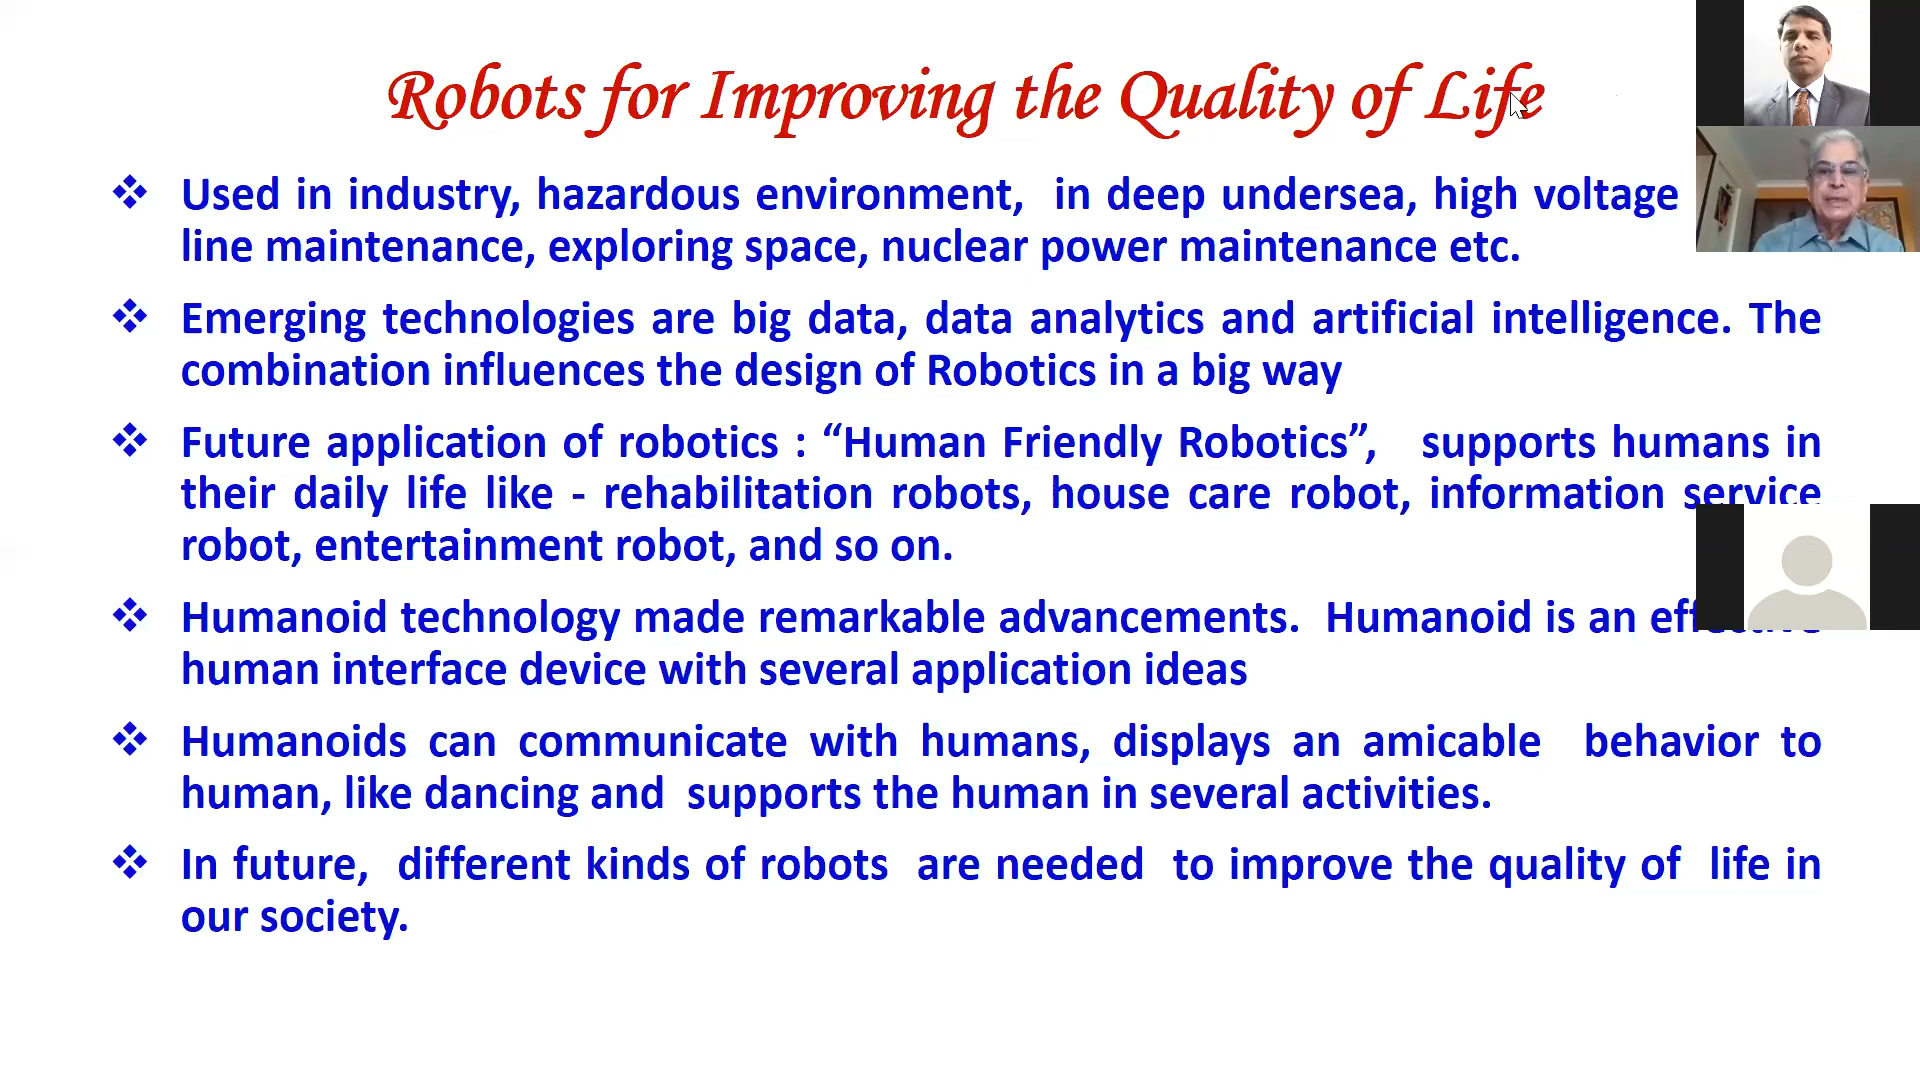 Robots for Improving the Quality of Life
❖ Used in industry, hazardous environment, in deep undersea, high voltage
line maintenance, exploring space, nuclear power maintenance etc.
❖ Emerging technologies are big data, data analytics and artificial intelligence. The
combination influences the design of Robotics in a big way
❖ Future application of robotics : “Human Friendly Robotics”, supports humans in
their daily life like - rehabilitation robots, house care robot, information service
robot, entertainment robot, and so on.
❖ Humanoid technology made remarkable advancements. Humanoid is an effective
human interface device with several application ideas
❖ Humanoids can communicate with humans, displays an amicable behavior to
human, like dancing and supports the human in several activities.
❖ In future, different kinds of robots are needed to improve the quality of life in
our society.